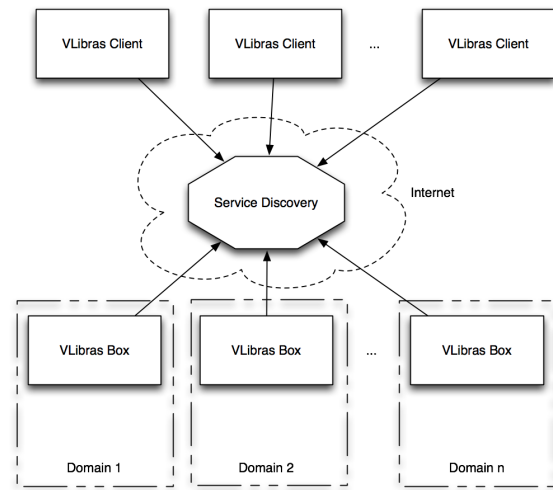 VLibras Client
VLibras Client
...
VLibras Client
Internet
Service Discovery
VLibras Box
VLibras Box
...
VLibras Box
Domain 1
Domain 2
Domain n